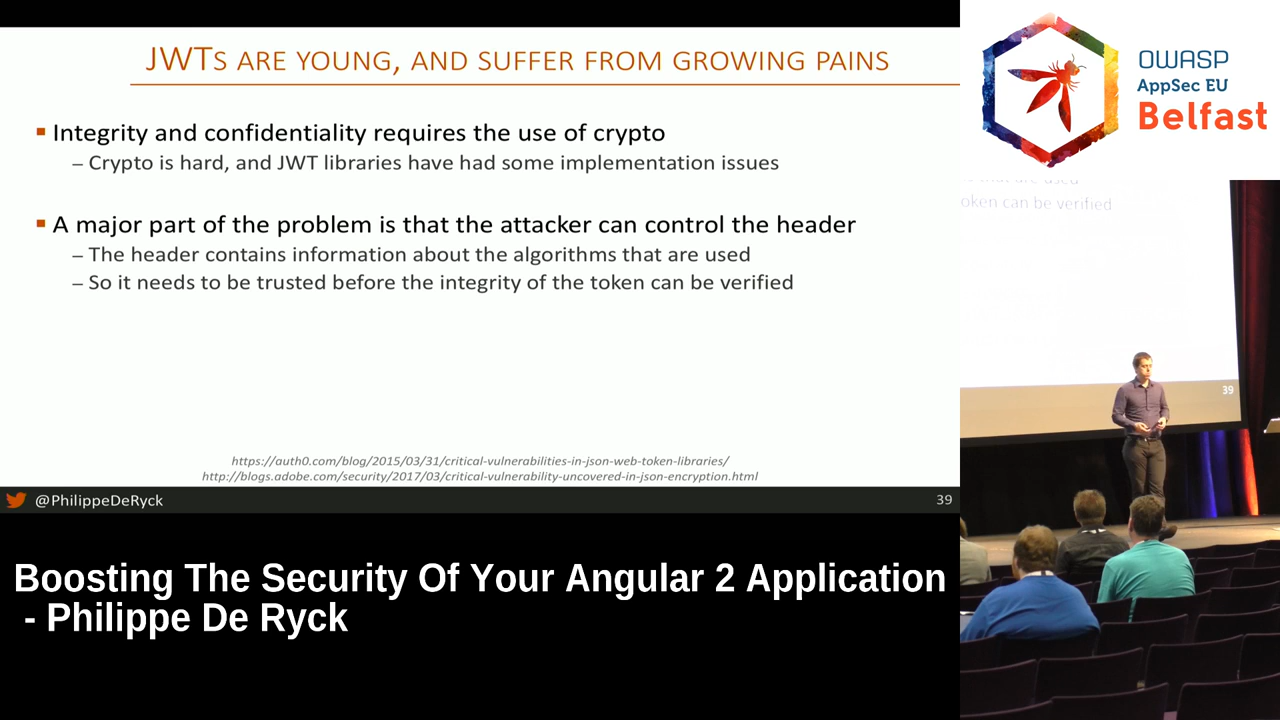 JWTS ARE YOUNG, AND SUFFER FROM GROWING PAINS
▪ Integrity and confidentiality requires the use of crypto
– Crypto is hard, and JWT libraries have had some implementation issues
▪ A major part of the problem is that the attacker can control the header
– The header contains information about the algorithms that are used
– So it needs to be trusted before the integrity of the token can be verified
https://auth0.com/blog/2015/03/31/critical-vulnerabilities-in-json-web-token-libraries/
http://blogs.adobe.com/security/2017/03/critical-vulnerability-uncovered-in-json-encryption.html
@PhilippeDeRyck
39
Boosting The Security Of Your Angular 2 Application
- Philippe De Ryck
OWASP
AppSec EU
Belfast
that are used
oken can be verified
39